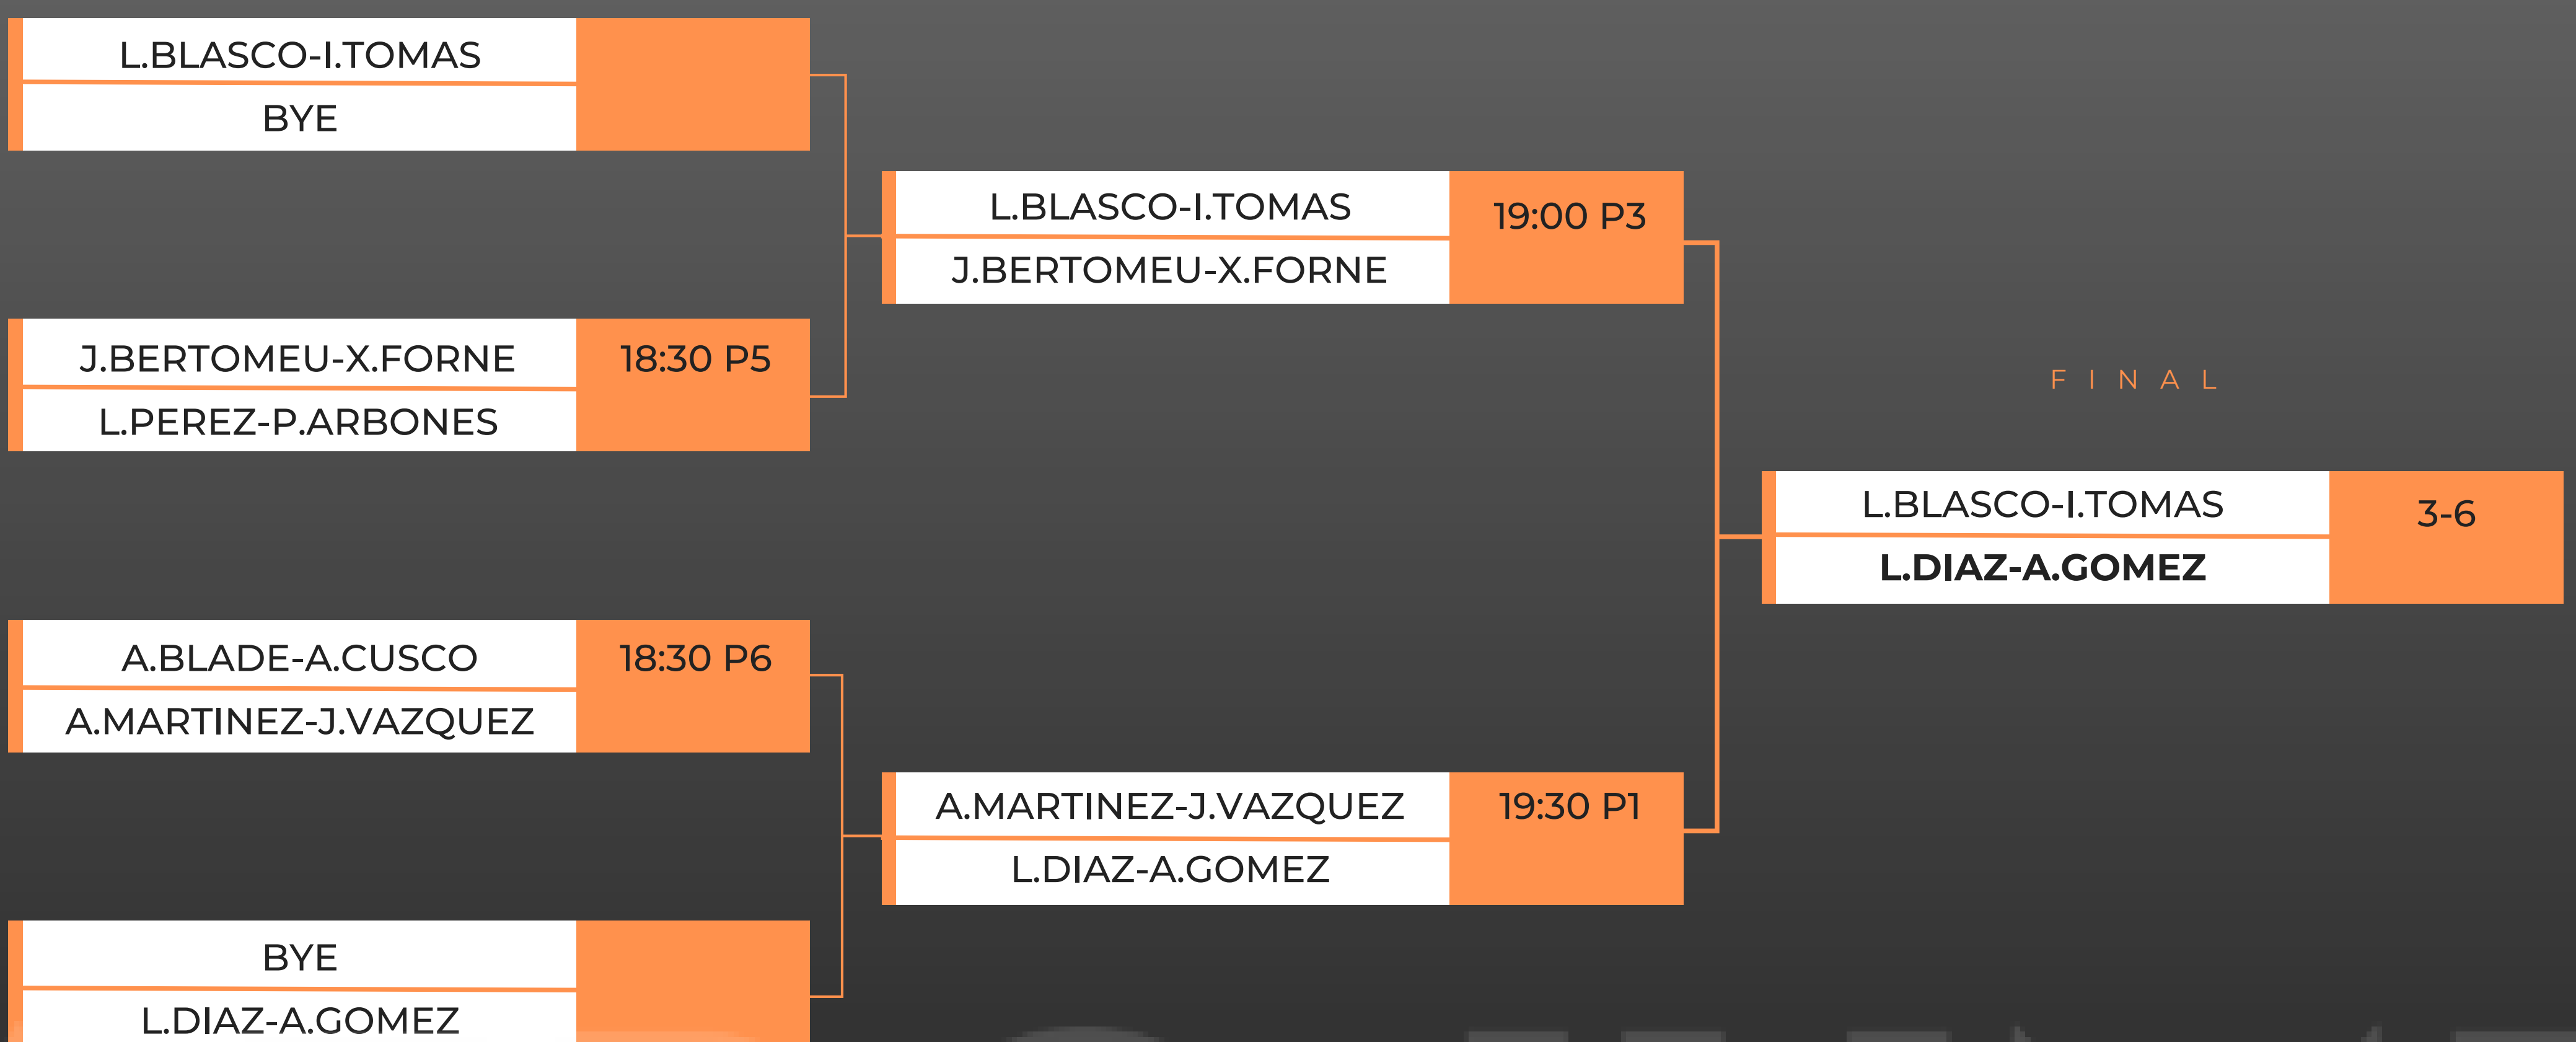 L.BLASCO-I.TOMAS
BYE
J.BERTOMEU-X.FORNE
18:30 P5
L.PEREZ-P.ARBONES
A.BLADE-A.CUSCO
18:30 P6
A.MARTINEZ-J.VAZQUEZ
BYE
L.DIAZ-A.GOMEZ
L.BLASCO-I.TOMAS
19:00 P3
J.BERTOMEU-X.FORNE
A.MARTINEZ-J.VAZQUEZ
19:30 P1
L.DIAZ-A.GOMEZ
FINAL
L.BLASCO-I.TOMAS
3-6
L.DIAZ-A.GOMEZ